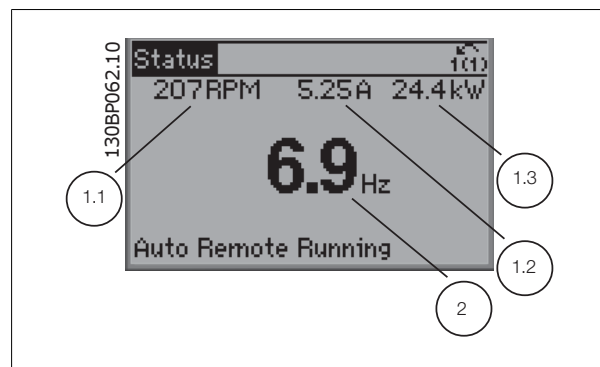 130BP062.10
Status
1(1)
207RPM 5.25A 24.4kW
6.9Hz
1.1
1.3
Auto Remote Running
1.2
2